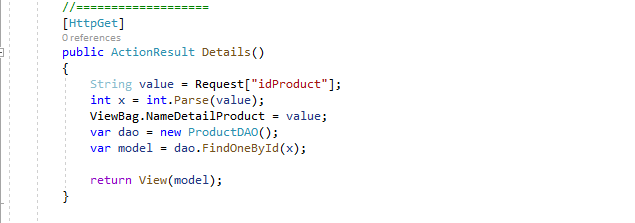 //===================
[HttpGet]
0 references
public ActionResult Details()
{
String value = Request["idProduct"];
int x = int.Parse(value);
ViewBag.NameDetailProduct = value;
var dao = new ProductDAO();
var model = dao.FindOneById(x);
return View(model);
}